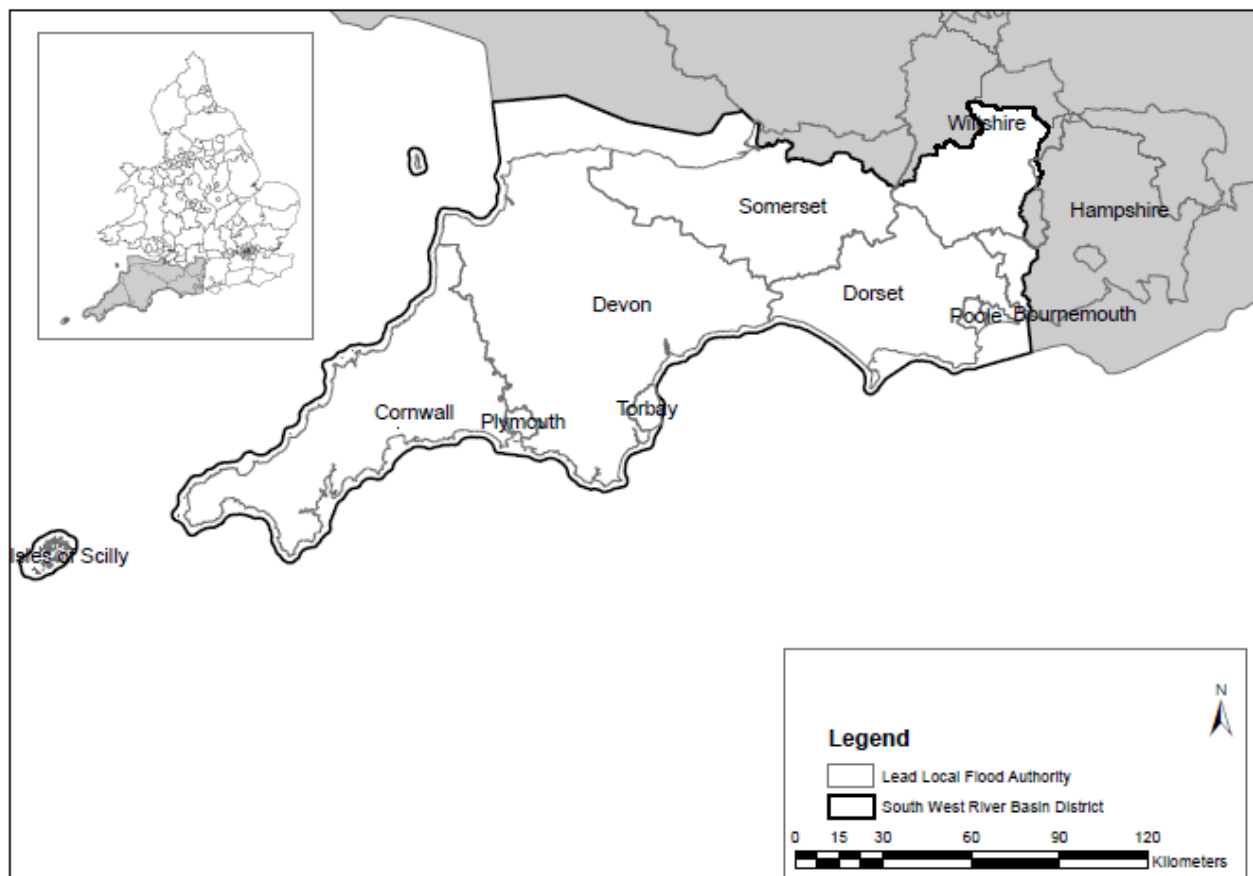 Wiltshire
Somerset
Hampshire
Devon
Dorset
Poole
Bournemouth
Cornwall
Plymouth
Torbay
Isles of Scilly
N
Legend
Lead Local Flood Authority
South West River Basin District
0 15 30 60 90 120
Kilometers